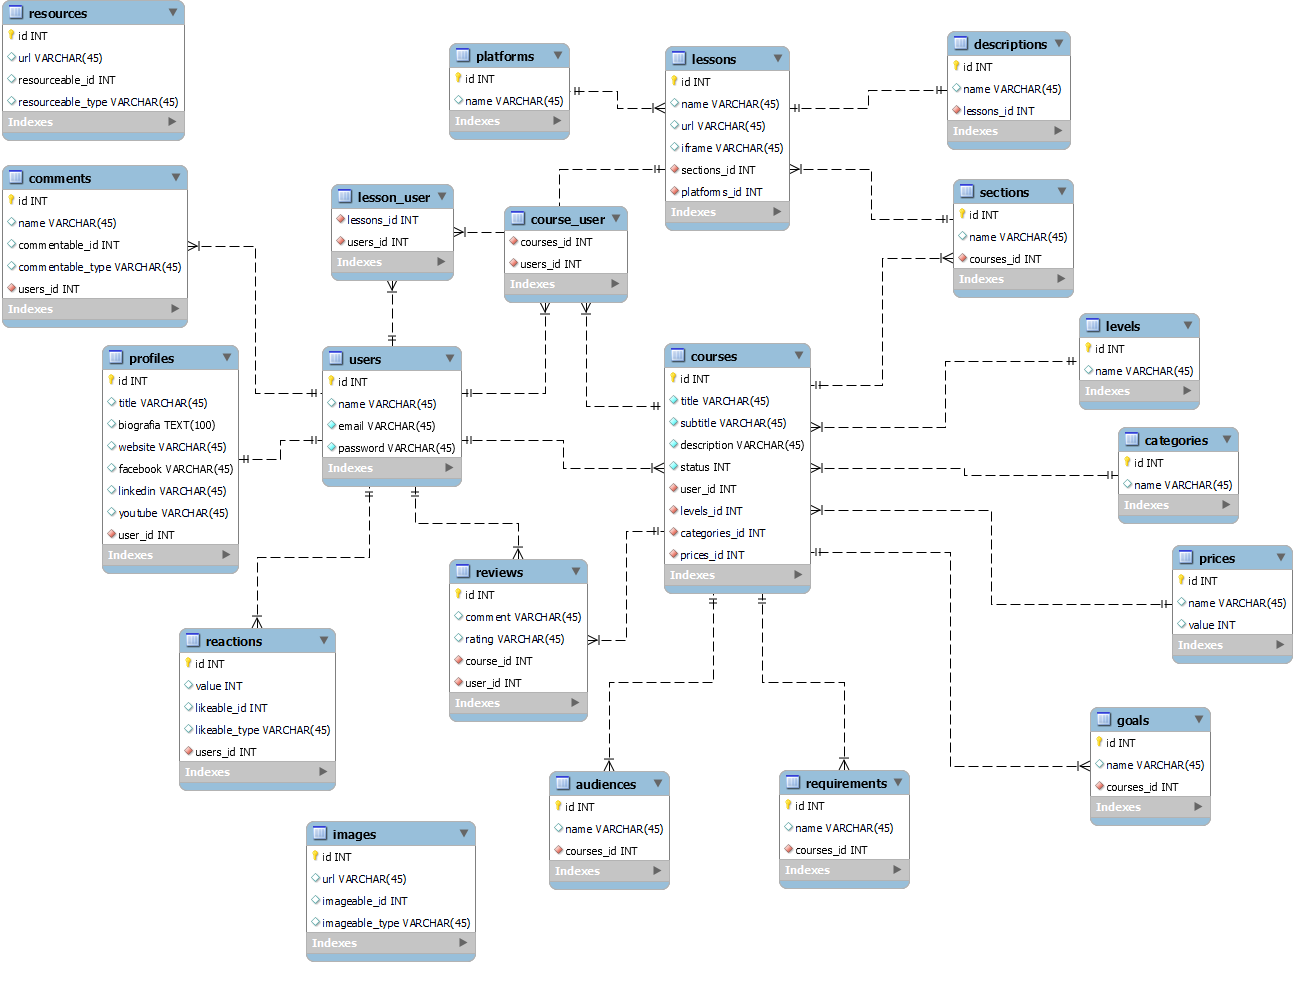 resources
id INT
url VARCHAR(45)
resourceable_id INT
resourceable_type VARCHAR(45)
Indexes
comments
id INT
name VARCHAR(45)
commentable_id INT
commentable_type VARCHAR(45)
users_id INT
Indexes
platforms
id INT
name VARCHAR(45)
Indexes
lessons
id INT
name VARCHAR(45)
url VARCHAR(45)
iframe VARCHAR(45)
sections_id INT
platforms_id INT
Indexes
descriptions
id INT
name VARCHAR(45)
lessons_id INT
Indexes
lesson_user
lessons_id INT
users_id INT
Indexes
course_user
courses_id INT
users_id INT
Indexes
sections
id INT
name VARCHAR(45)
courses_id INT
Indexes
profiles
id INT
title VARCHAR(45)
biografia TEXT(100)
website VARCHAR(45)
facebook VARCHAR(45)
linkedin VARCHAR(45)
youtube VARCHAR(45)
user_id INT
Indexes
users
id INT
name VARCHAR(45)
email VARCHAR(45)
password VARCHAR(45)
Indexes
courses
id INT
title VARCHAR(45)
subtitle VARCHAR(45)
description VARCHAR(45)
status INT
user_id INT
levels_id INT
categories_id INT
prices_id INT
Indexes
levels
id INT
name VARCHAR(45)
Indexes
categories
id INT
name VARCHAR(45)
Indexes
prices
id INT
name VARCHAR(45)
value INT
Indexes
reviews
id INT
comment VARCHAR(45)
rating VARCHAR(45)
course_id INT
user_id INT
Indexes
reactions
id INT
value INT
likeable_id INT
likeable_type VARCHAR(45)
users_id INT
Indexes
goals
id INT
name VARCHAR(45)
courses_id INT
Indexes
audiences
id INT
name VARCHAR(45)
courses_id INT
Indexes
requirements
id INT
name VARCHAR(45)
courses_id INT
Indexes
images
id INT
url VARCHAR(45)
imageable_id INT
imageable_type VARCHAR(45)
Indexes